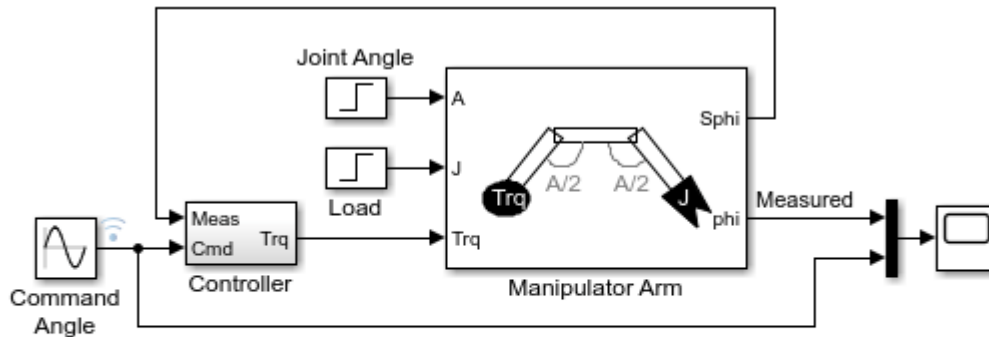 Joint Angle
A
Sphi
J
A/2 A/2
Trq
J
Load
phi
Measured
Meas
Cmd
Trq
Trq
Controller
Manipulator Arm
Command
Angle